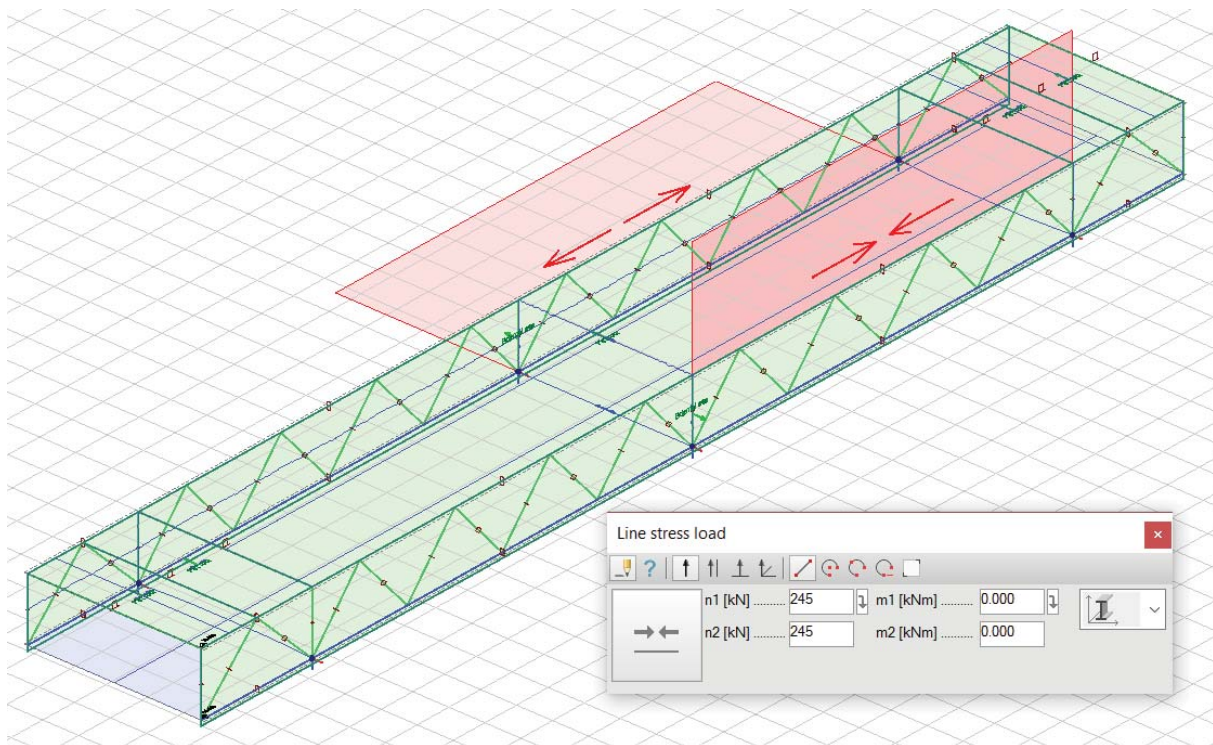 Line stress load
n1 [kN] ......... 245 m1 [kNm] ......... 0.000
n2 [kN] ......... 245 m2 [kNm] ......... 0.000